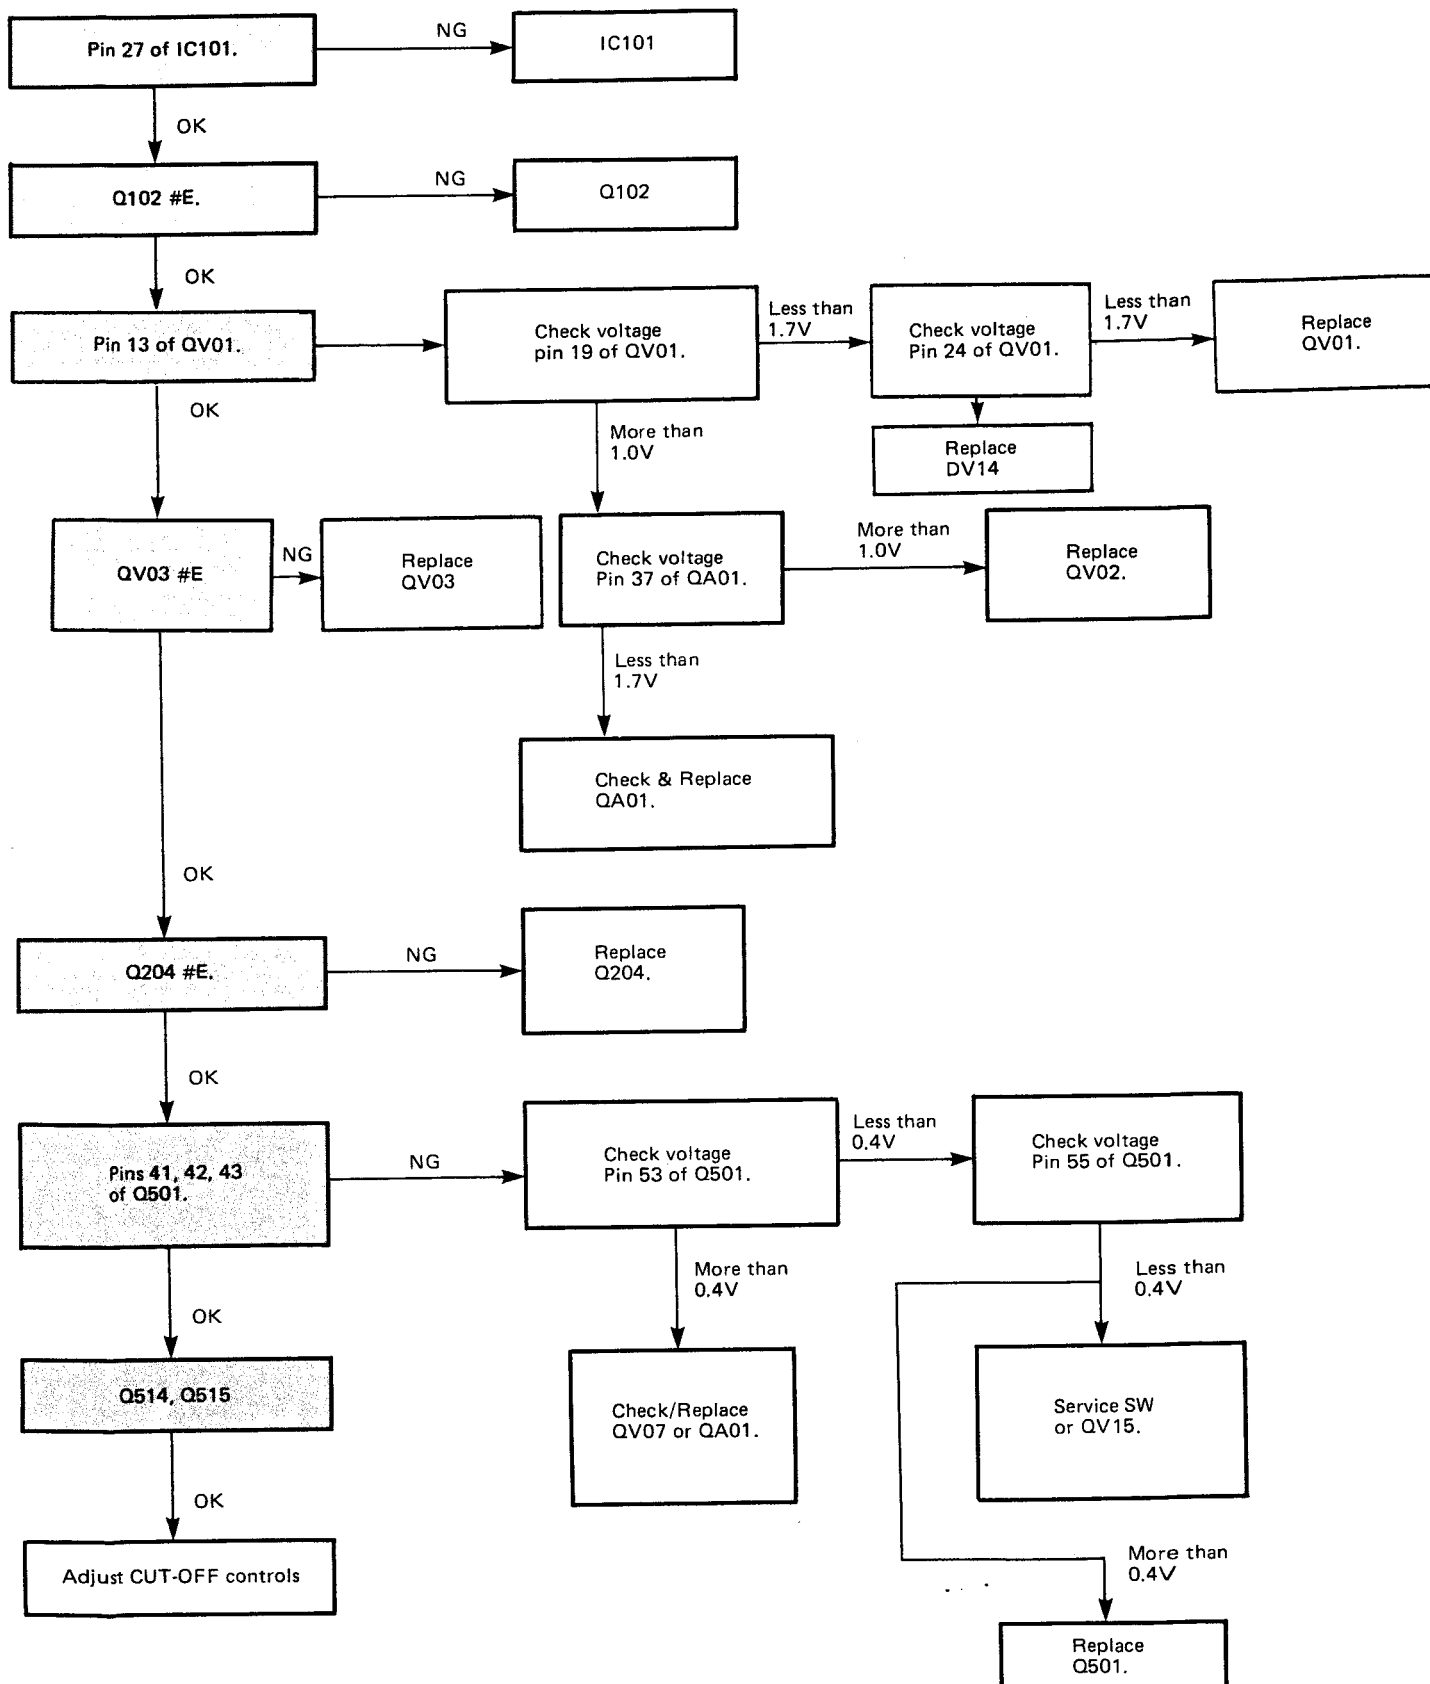 Pin 27 of IC101.
NG
IC101
OK
Q102 #E.
NG
Q102
OK
Pin 13 of QV01.
Check voltage
pin 19 of QV01.
Less than
1.7V
Check voltage
Pin 24 of QV01.
Less than
1.7V
Replace
QV01.
OK
More than
1.0V
Replace
DV14
QV03 #E
NG
Replace
QV03
Check voltage
Pin 37 of QA01.
More than
1.0V
Replace
QV02.
Less than
1.7V
Check & Replace
QA01.
OK
Q204 #E.
NG
Replace
Q204.
OK
Pins 41, 42, 43
of Q501.
NG
Check voltage
Pin 53 of Q501.
Less than
0.4V
Check voltage
Pin 55 of Q501.
More than
0.4V
Less than
0.4V
OK
Q514, Q515
Check/Replace
QV07 or QA01.
Service SW
or QV15.
OK
Adjust CUT-OFF controls
More than
0.4V
Replace
Q501.